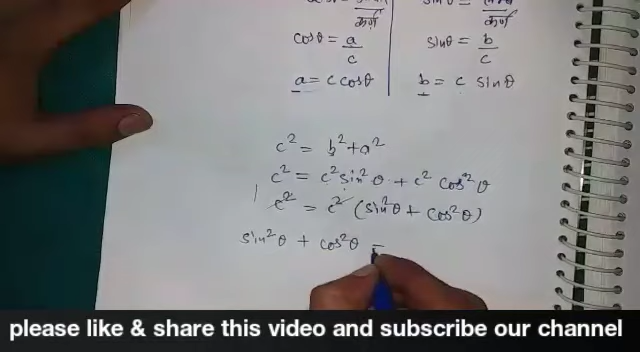 कर्ण
कर्ण
cosθ = a/c
sinθ = b/c
a = c cosθ
b = c sinθ
c² = b² + a²
c² = c² sin²θ + c² cos²θ
c² = c² (sin²θ + cos²θ)
sin²θ + cos²θ =
please like & share this video and subscribe our channel